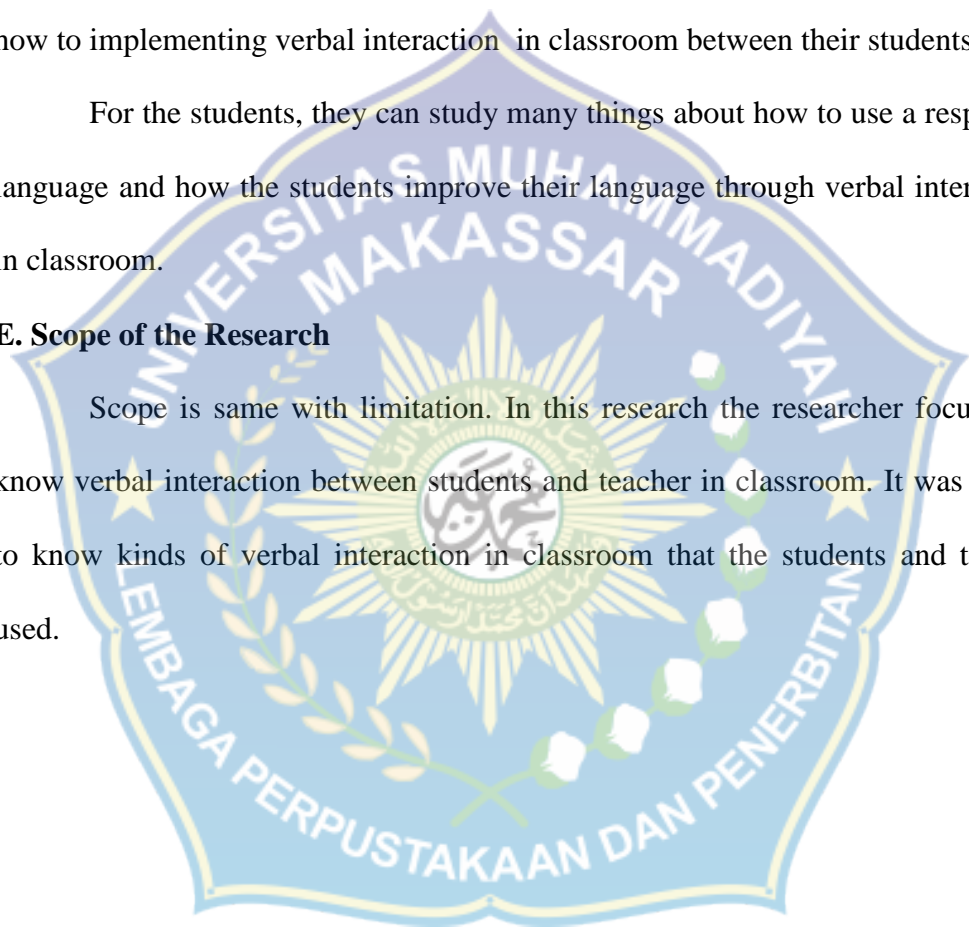 how to implementing verbal interaction in classroom between their students
For the students, they can study many things about how to use a resp
language and how the students improve their language through verbal inter
in classroom.
E. Scope of the Research
Scope is same with limitation. In this research the researcher focu
know verbal interaction between students and teacher in classroom. It was
to know kinds of verbal interaction in classroom that the students and t
used.
UNIVERSITAS MUHAMMADIYAH
MAKASSAR
LEMBAGA PERPUSTAKAAN DAN PENERBITAN